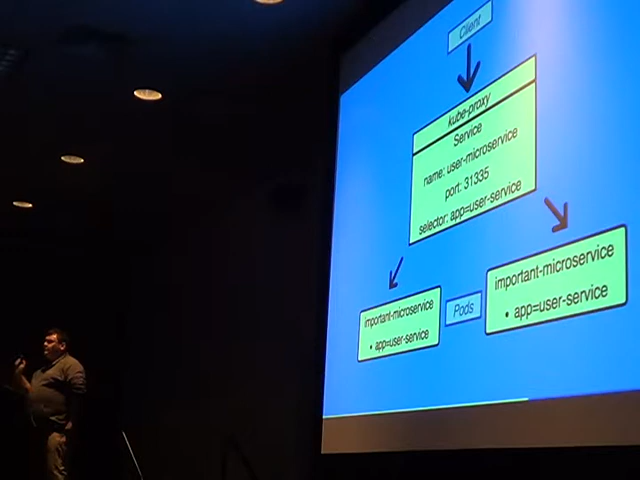 Client
kube-proxy
Service
name: user-microservice
port: 31335
selector: app=user-service
important-microservice
• app=user-service
Pods
important-microservice
• app=user-service